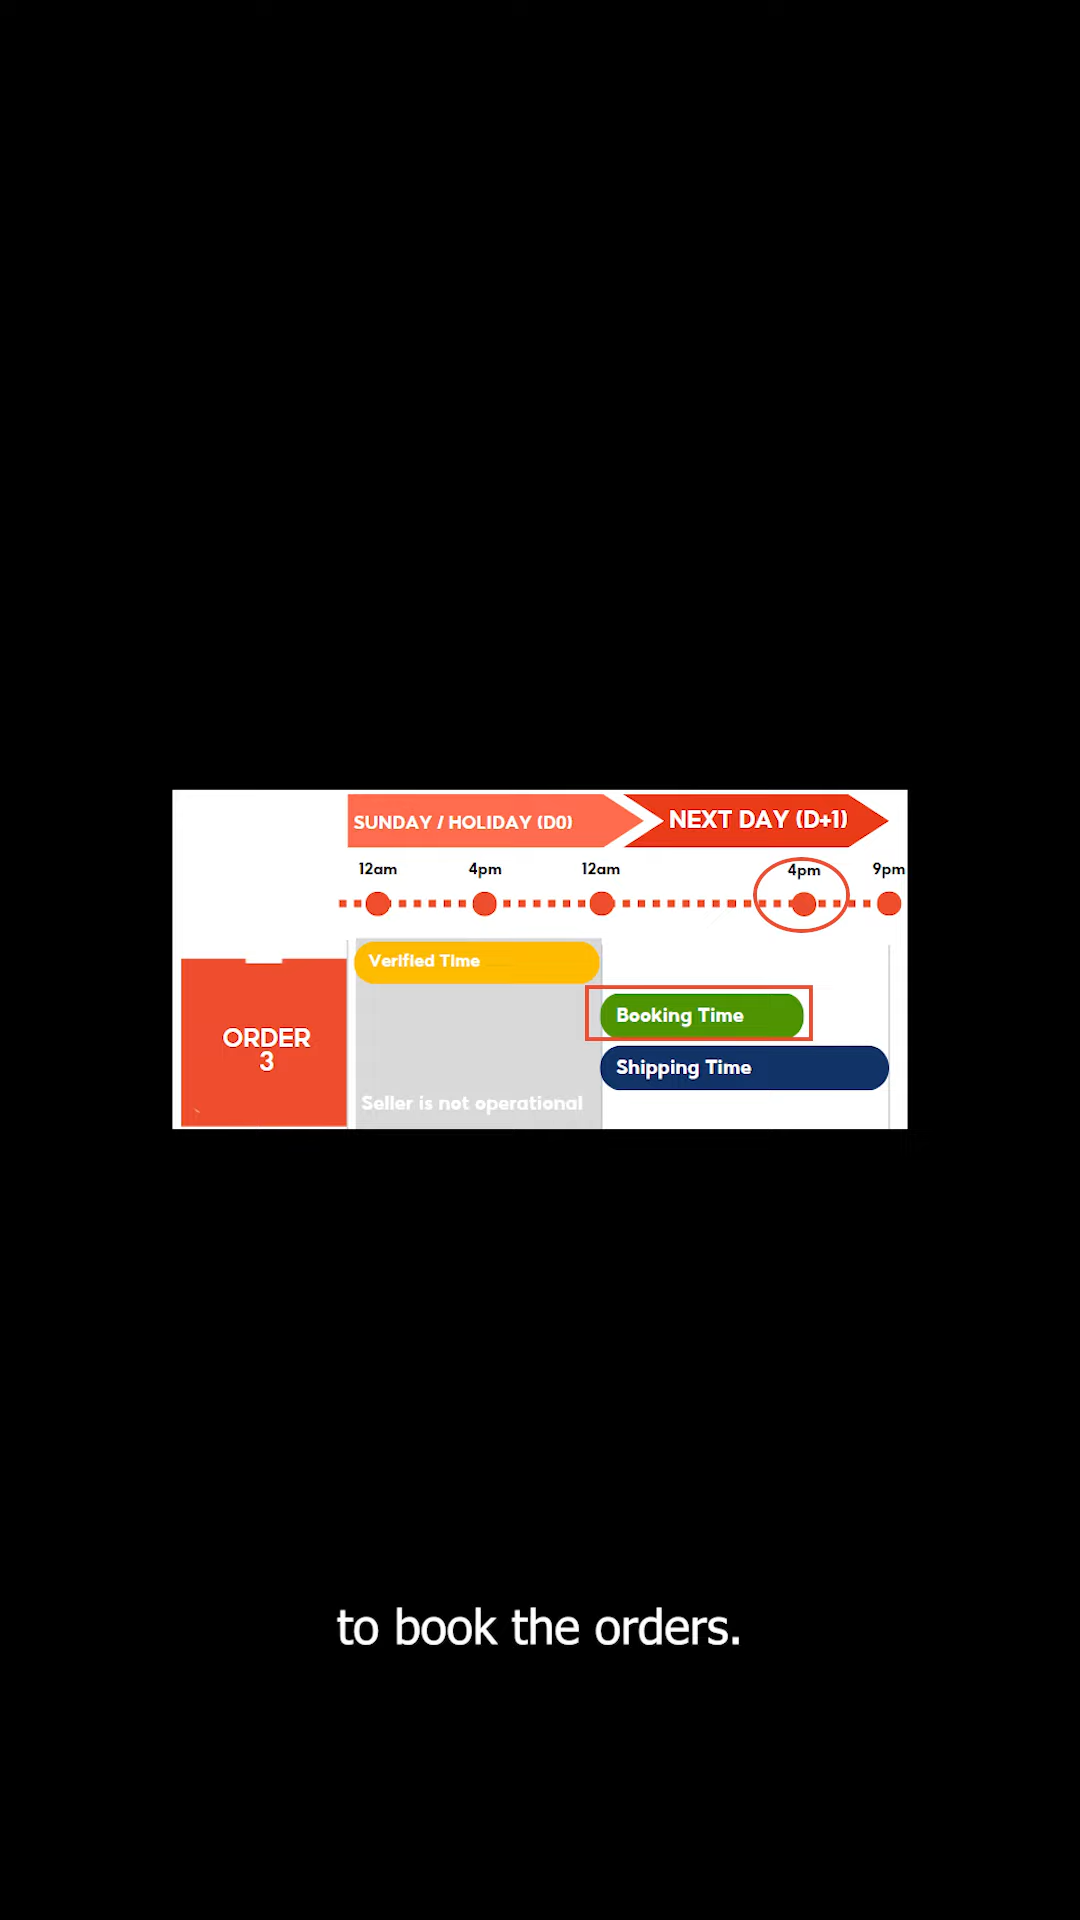 SUNDAY / HOLIDAY (D0)
NEXT DAY (D+1)
12am
4pm
12am
4pm
9pm
Verified Time
Booking Time
ORDER
3
Shipping Time
Seller is not operational
to book the orders.